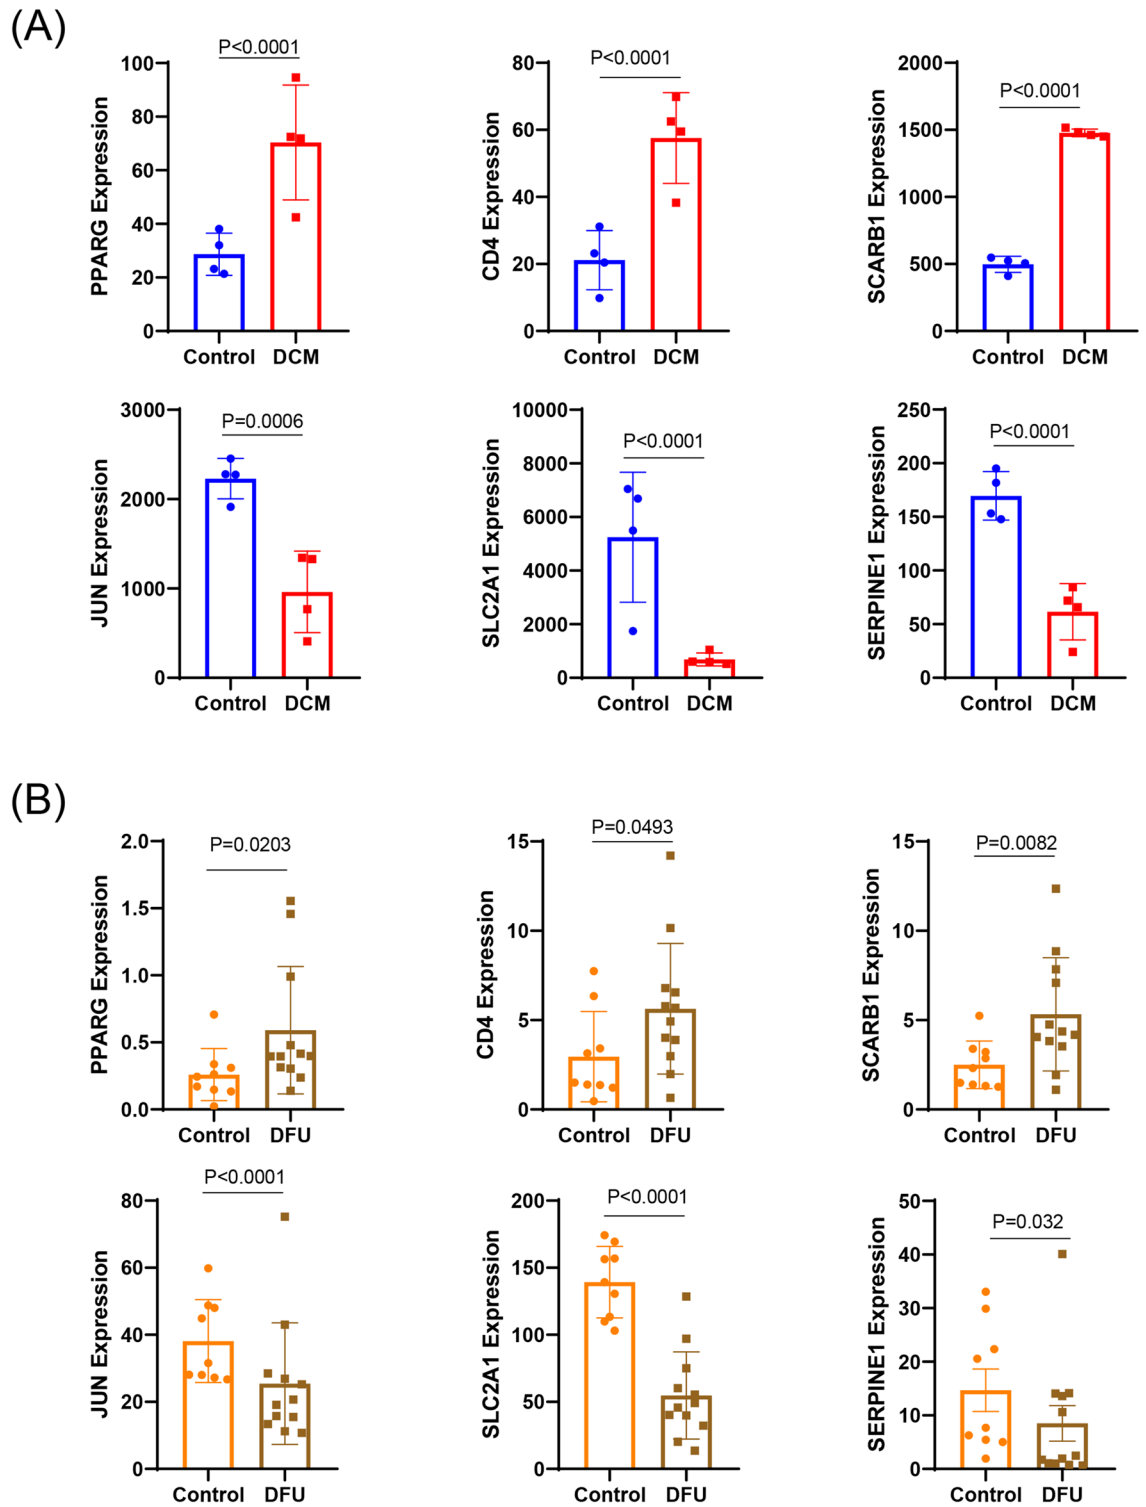 (A)
P<0.0001
PPARG Expression
100
80
60
40
20
0
Control DCM
P<0.0001
CD4 Expression
80
60
40
20
0
Control DCM
P<0.0001
SCARB1 Expression
2000
1500
1000
500
0
Control DCM
P=0.0006
JUN Expression
3000
2000
1000
0
Control DCM
P<0.0001
SLC2A1 Expression
10000
8000
6000
4000
2000
0
Control DCM
P<0.0001
SERPINE1 Expression
250
200
150
100
50
0
Control DCM
(B)
P=0.0203
PPARG Expression
2.0
1.5
1.0
0.5
0.0
Control DFU
P=0.0493
CD4 Expression
15
10
5
0
Control DFU
P=0.0082
SCARB1 Expression
15
10
5
0
Control DFU
P<0.0001
JUN Expression
80
60
40
20
0
Control DFU
P<0.0001
SLC2A1 Expression
200
150
100
50
0
Control DFU
P=0.032
SERPINE1 Expression
50
40
30
20
10
0
Control DFU